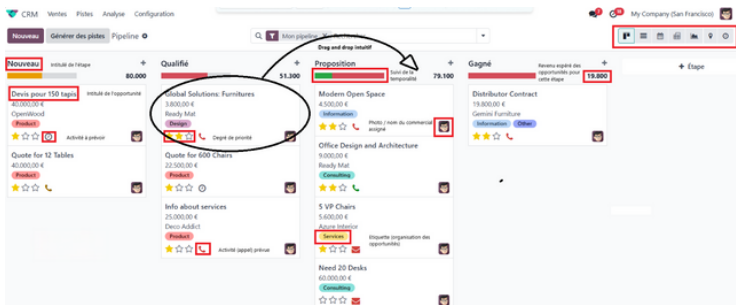 CRM Ventes Pistes Analyse Configuration
My Company (San Francisco)
Nouveau Générer des pistes Pipeline
Mon pipeline
Drag and drop intuitif
Nouveau
Intitulé de l'étape
80.000
Devis pour 150 tapis
Intitulé de l'opportunité
40.000,00 €
OpenWood
Product
Activité à prévoir
Quote for 12 Tables
40.000,00 €
Product
Qualifié
51.300
Global Solutions: Furnitures
3.800,00 €
Ready Mat
Design
Degré de priorité
Quote for 600 Chairs
22.500,00 €
Product
Info about services
25.000,00 €
Deco Addict
Product
Activité (appel) prévus
Proposition
Suivi de la
temporalité
79.100
Modern Open Space
4.500,00 €
Information
Photo / nom du commercial
assigné
Office Design and Architecture
9.000,00 €
Ready Mat
Consulting
5 VP Chairs
5.600,00 €
Azure Interior
Services
Etiquette (organisation des
opportunités)
Need 20 Desks
60.000,00 €
Consulting
Gagné
Revenu espéré des
opportunités pour
cette étape
19.800
Distributor Contract
19.800,00 €
Gemini Furniture
Information Other
+ Étape